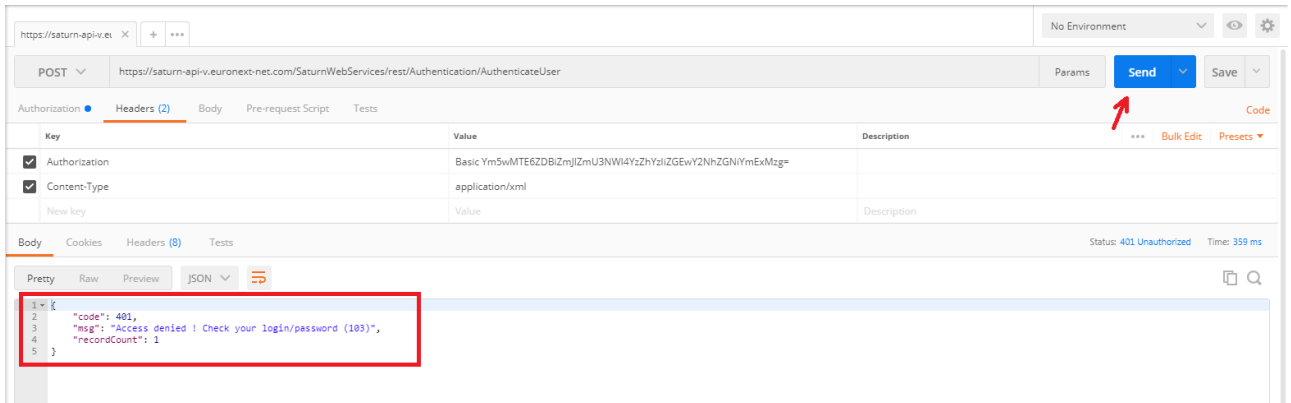 https://saturn-api-v.eu × + •••
No Environment
POST https://saturn-api-v.euronext-net.com/SaturnWebServices/rest/Authentication/AuthenticateUser Params Send Save
Authorization Headers (2) Body Pre-request Script Tests Code
Key Value Description ••• Bulk Edit Presets
Authorization Basic Ym5wMTE6ZDBiZmJlZmU3NWI4YzZhYzliZGEwY2NhZGNiYmExMzg=
Content-Type application/xml
New key Value Description
Body Cookies Headers (8) Tests Status: 401 Unauthorized Time: 359 ms
Pretty Raw Preview JSON
1 {
2 "code": 401,
3 "msg": "Access denied ! Check your login/password (103)",
4 "recordCount": 1
5 }